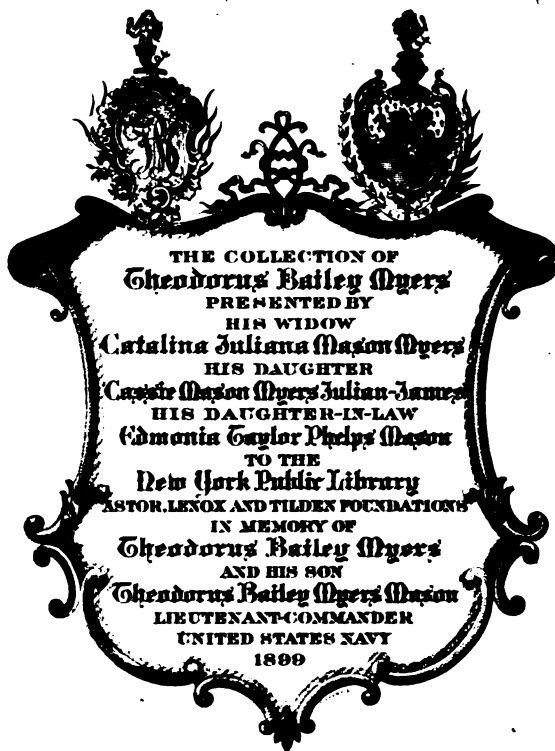 THE COLLECTION OF
Theodorus Bailey Myers
PRESENTED BY
HIS WIDOW
Catalina Juliana Mason Myers
HIS DAUGHTER
Cassie Mason Myers Julian-James
HIS DAUGHTER-IN-LAW
Edmonia Taylor Phelps Mason
TO THE
New York Public Library
ASTOR, LENOX AND TILDEN FOUNDATIONS
IN MEMORY OF
Theodorus Bailey Myers
AND HIS SON
Theodorus Bailey Myers Mason
LIEUTENANT-COMMANDER
UNITED STATES NAVY
1899